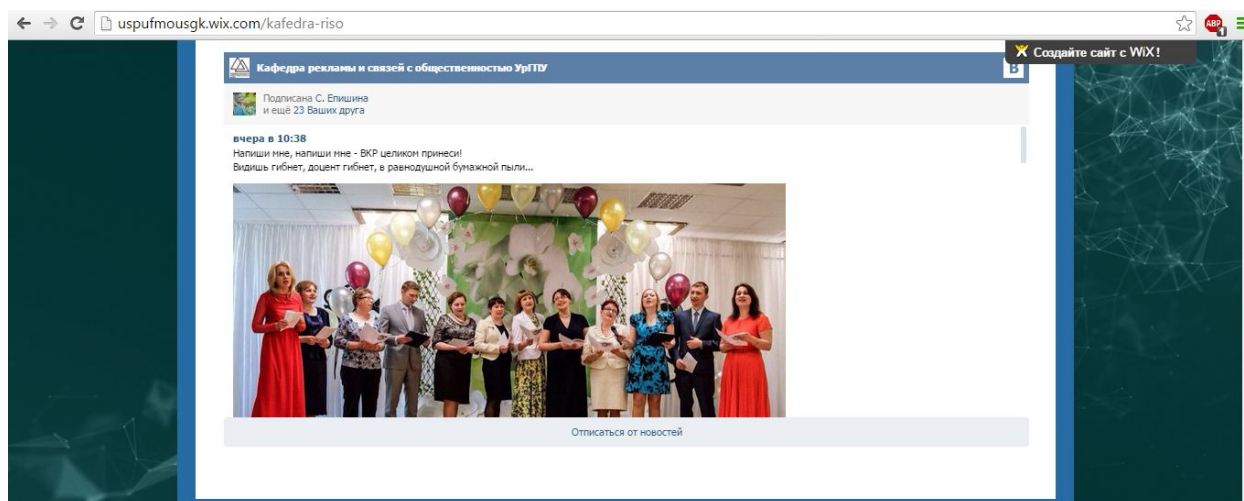 uspufmousgk.wix.com/kafedra-riso
ABP
1
Создайте сайт с WiX!
Кафедра рекламы и связей с общественностью УрГПУ
B
Подписана С. Епишина
и ещё 23 Ваших друга
вчера в 10:38
Напиши мне, напиши мне - ВКР целиком принеси!
Видишь гибнет, доцент гибнет, в равнодушной бумажной пыли...
Отписаться от новостей